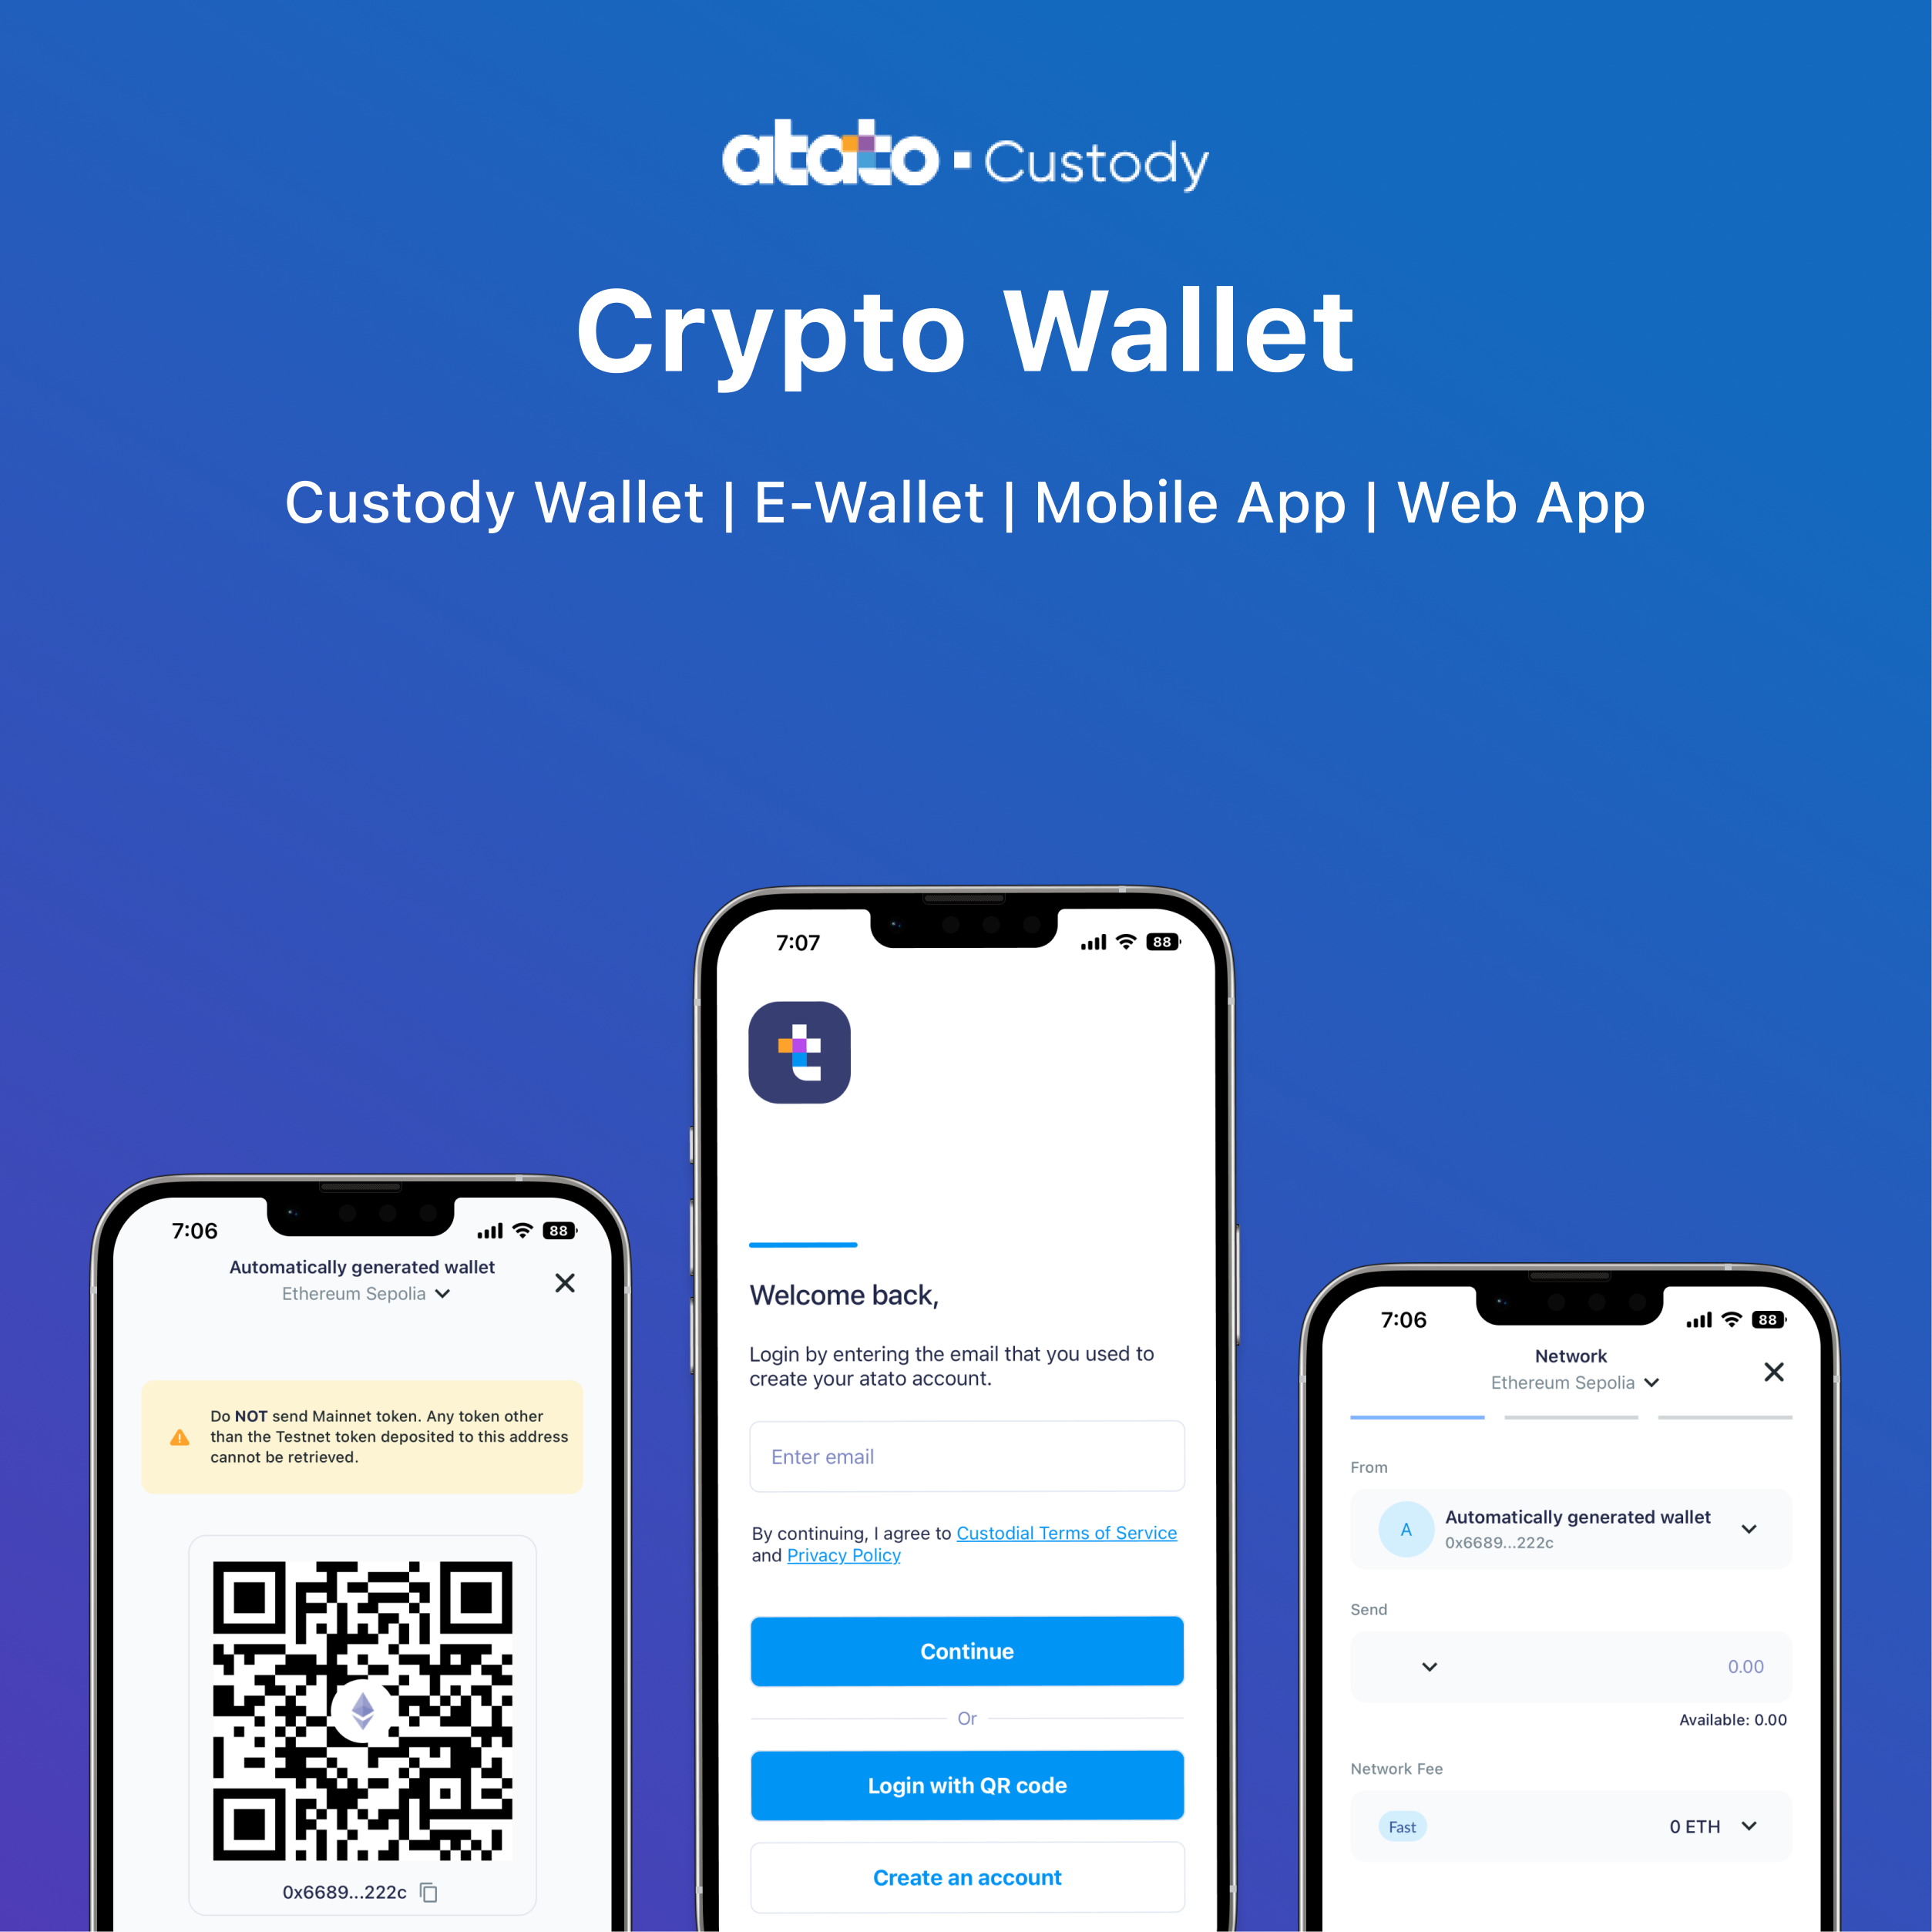 atato · Custody
Crypto Wallet
Custody Wallet | E-Wallet | Mobile App | Web App
7:06
88
Automatically generated wallet
Ethereum Sepolia
Do NOT send Mainnet token. Any token other
than the Testnet token deposited to this address
cannot be retrieved.
0x6689...222c
7:07
88
t
Welcome back,
Login by entering the email that you used to
create your atato account.
Enter email
By continuing, I agree to Custodial Terms of Service
and Privacy Policy
Continue
Or
Login with QR code
Create an account
7:06
88
Network
Ethereum Sepolia
From
A
Automatically generated wallet
0x6689...222c
Send
0.00
Available: 0.00
Network Fee
Fast
0 ETH